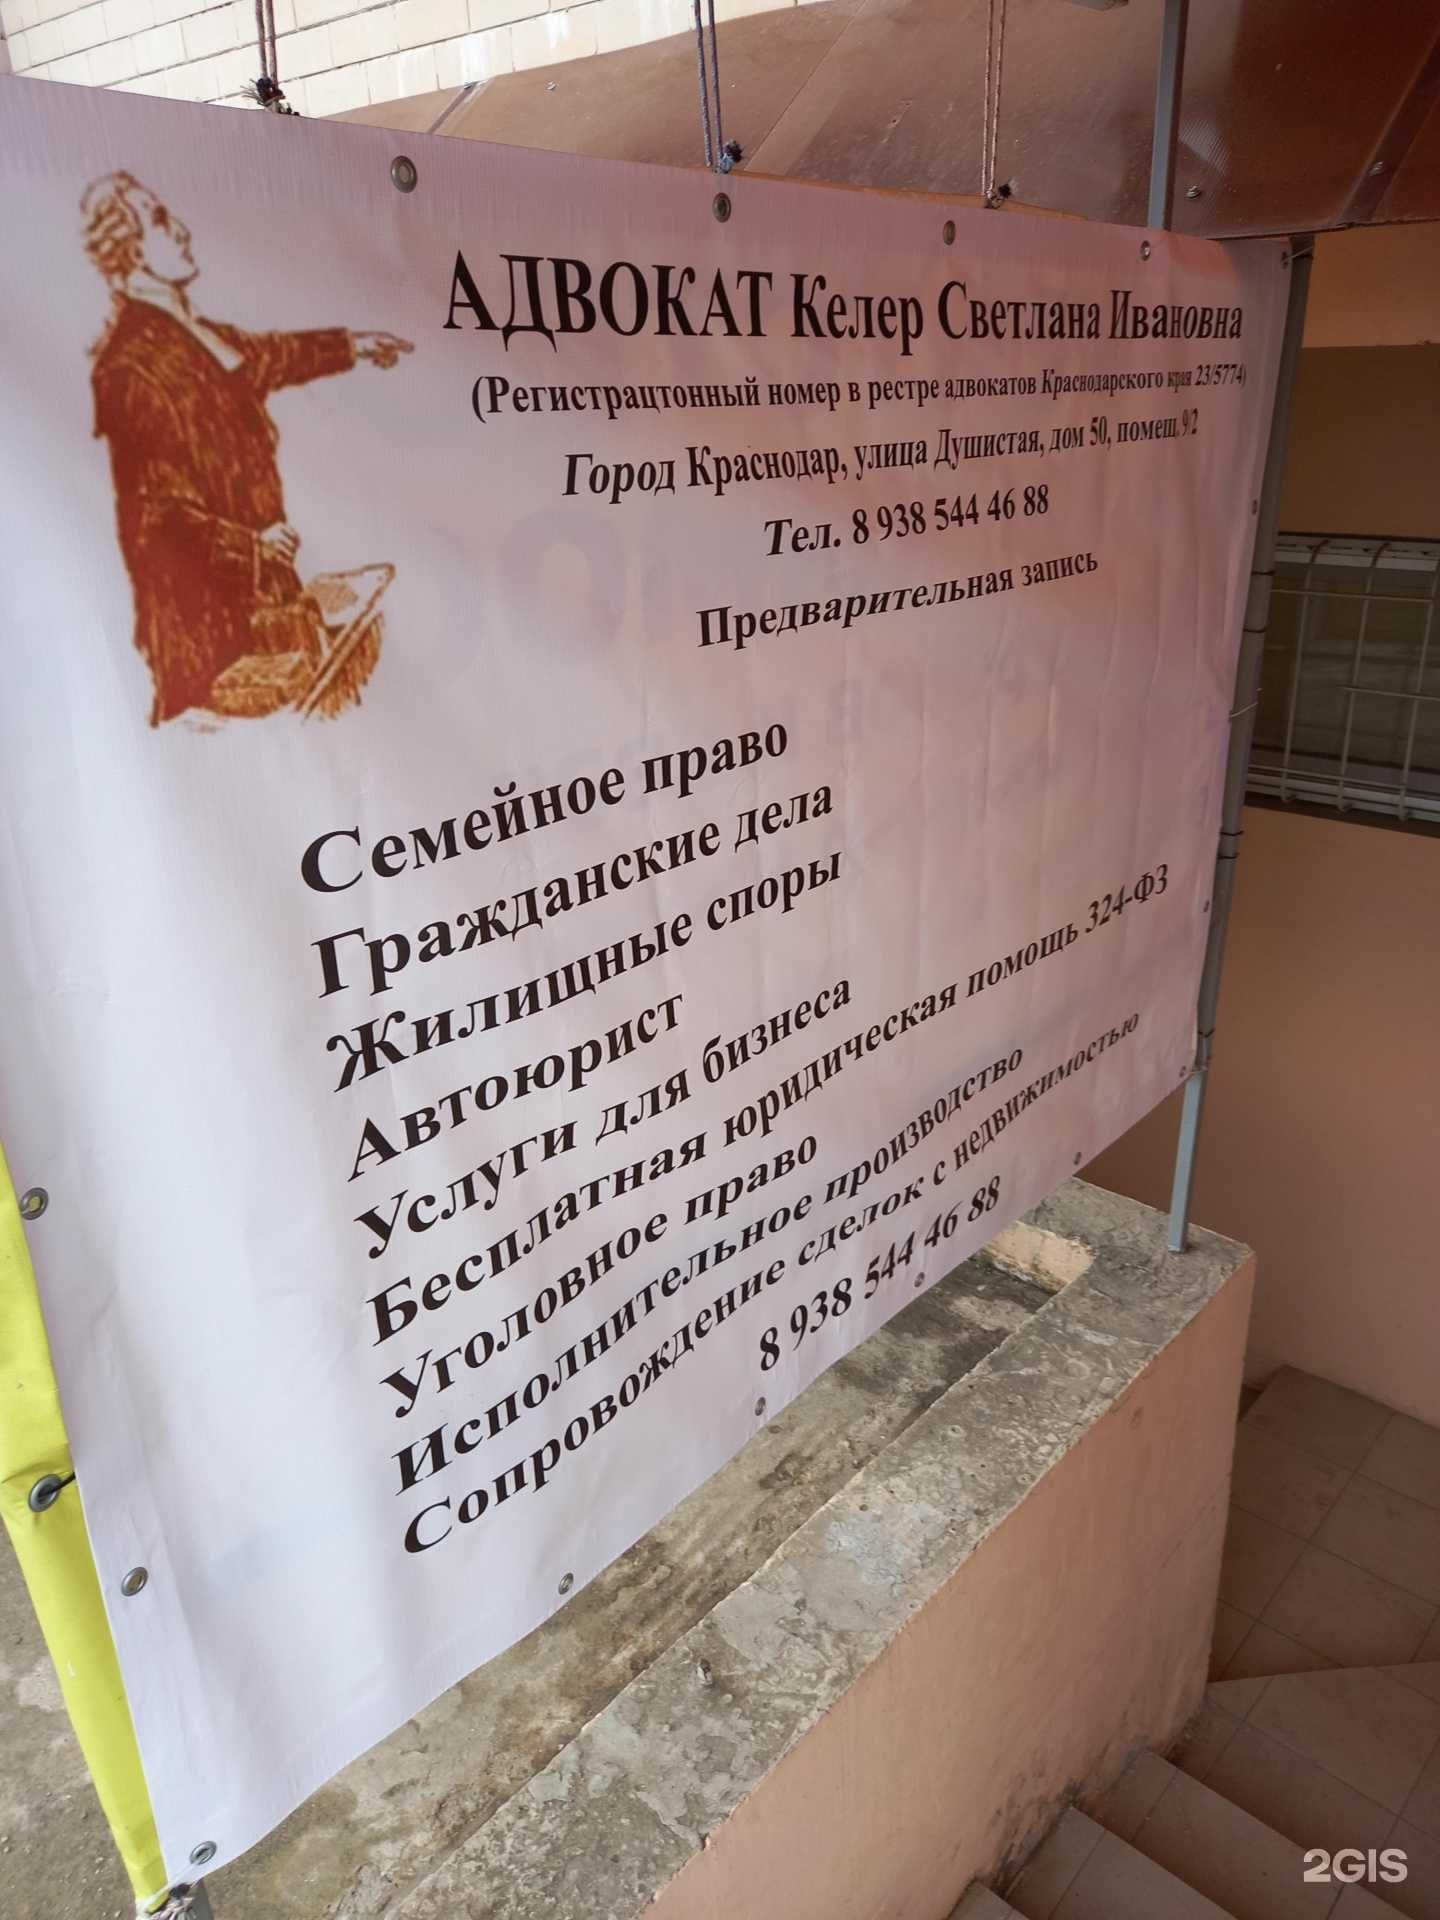 АДВОКАТ Келер Светлана Ивановна
(Регистрацтонный номер в рестре адвокатов Краснодарского края 23/5774)
Город Краснодар, улица Душистая, дом 50, помещ. 9/2
Тел. 8 938 544 46 88
Предварительная запись
Семейное право
Гражданские дела
Жилищные споры
Автоюрист
Услуги для бизнеса
Бесплатная юридическая помощь 324-ФЗ
Уголовное право
Исполнительное производство
Сопровождение сделок с недвижимостью
8 938 544 46 88
2GIS